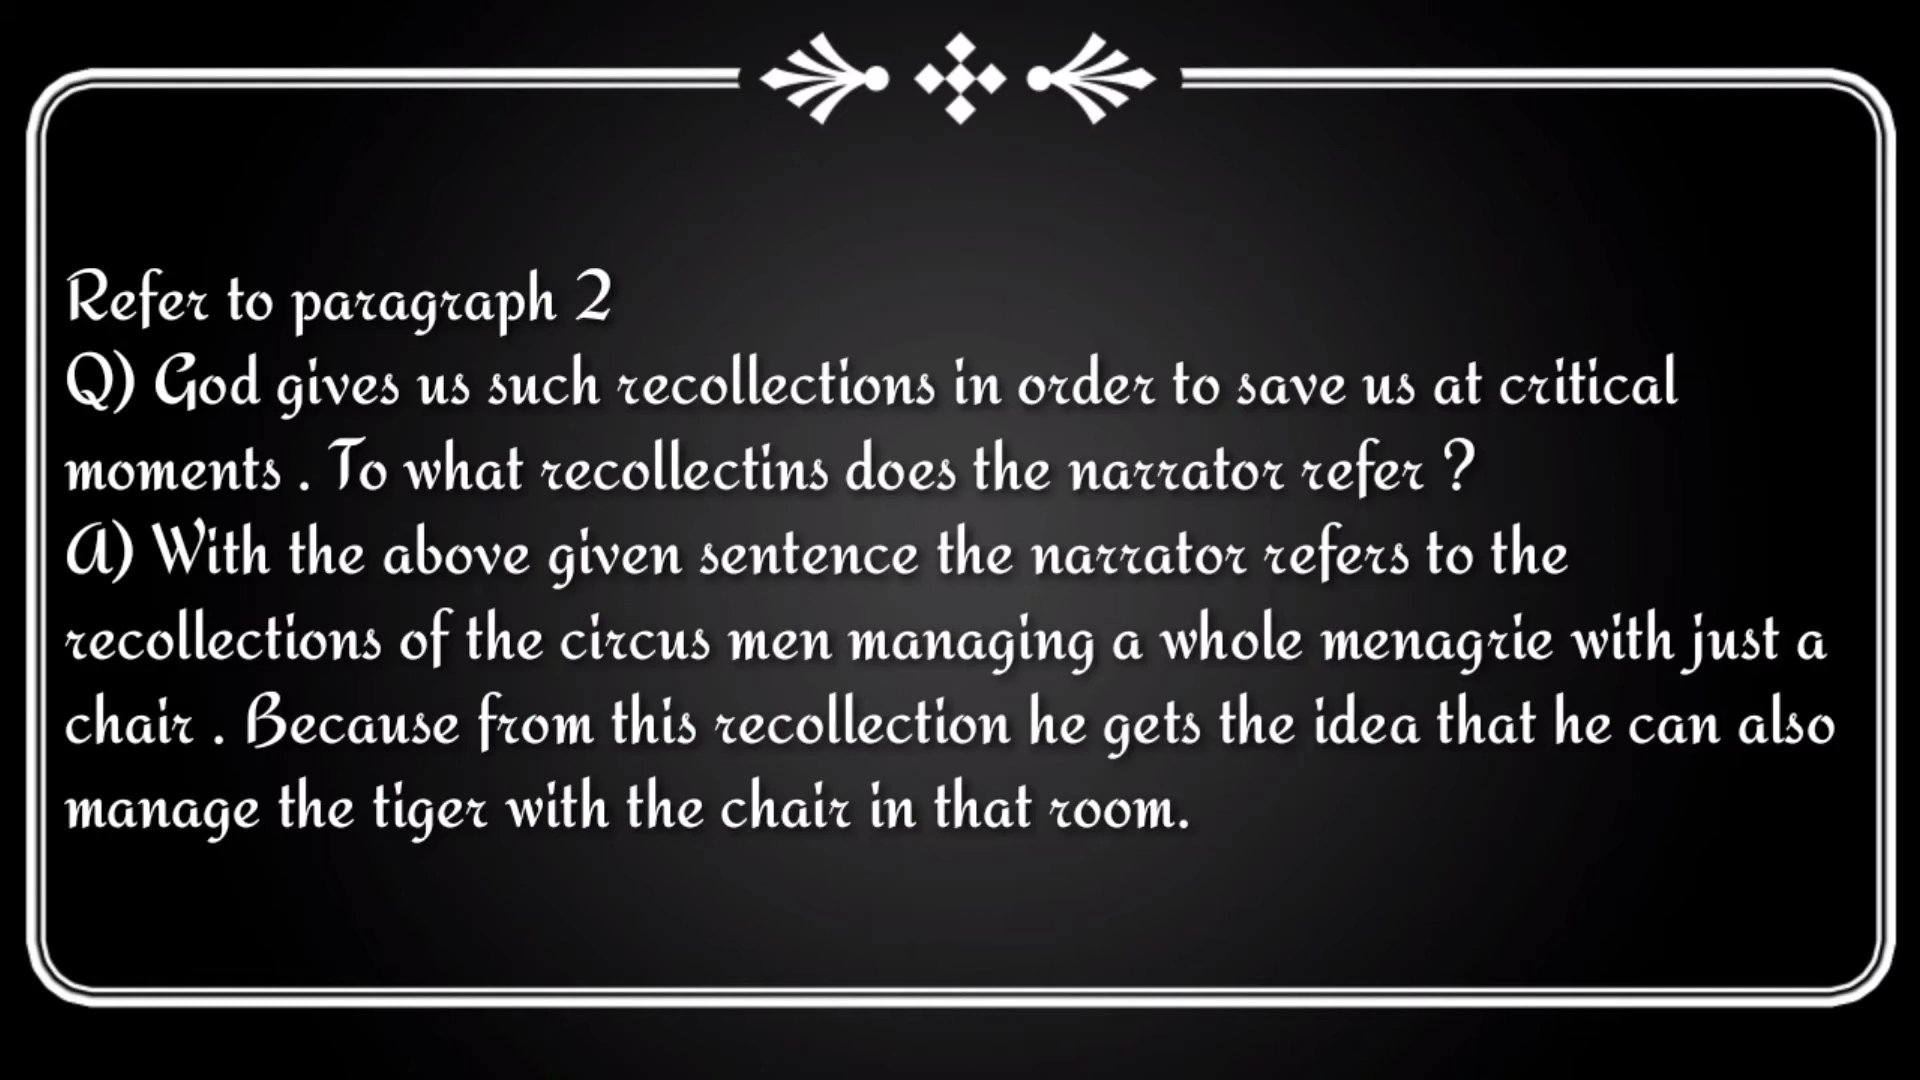 Refer to paragraph 2
Q) God gives us such recollections in order to save us at critical
moments . To what recollectins does the narrator refer ?
A) With the above given sentence the narrator refers to the
recollections of the circus men managing a whole menagrie with just a
chair . Because from this recollection he gets the idea that he can also
manage the tiger with the chair in that room.